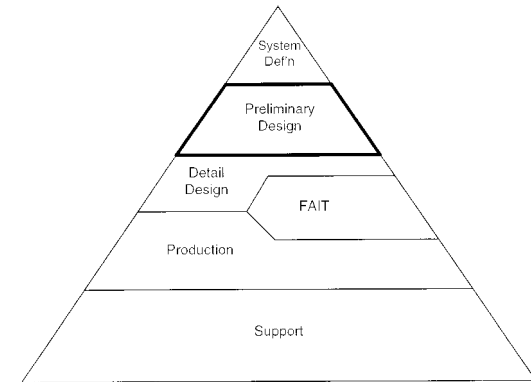 System
Def'n
Preliminary
Design
Detail
Design
FAIT
Production
Support